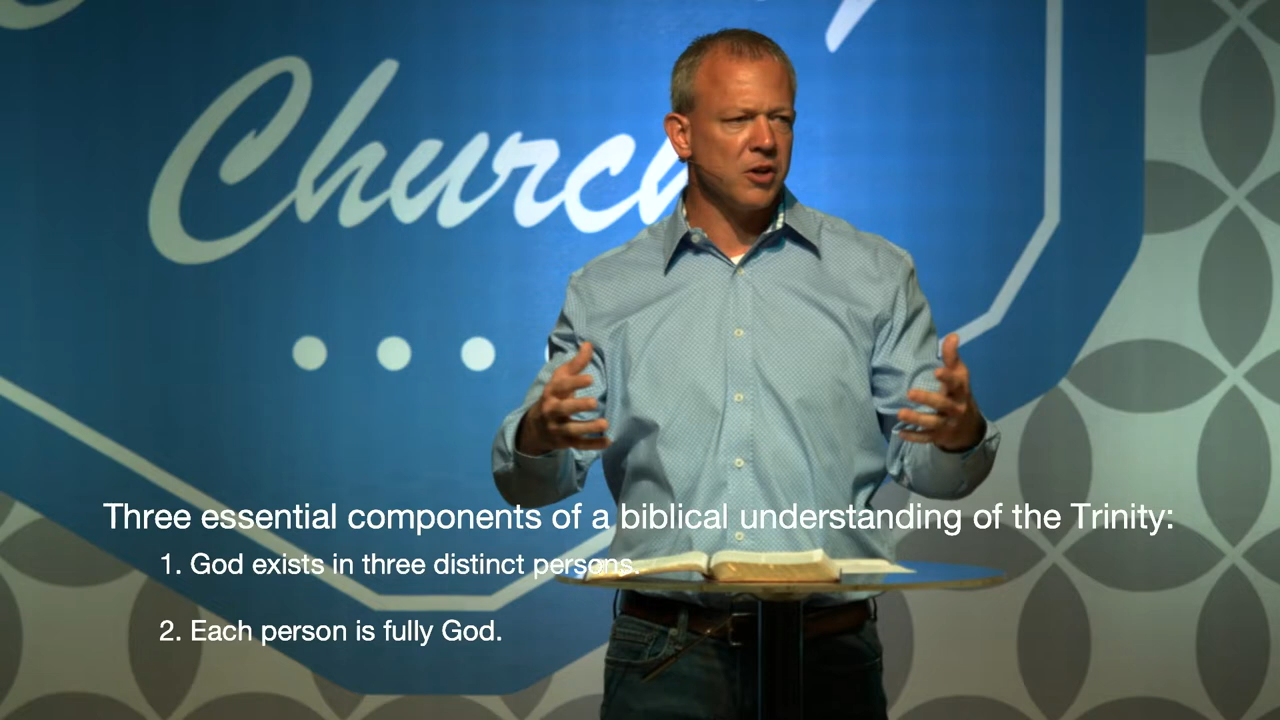 Church
Three essential components of a biblical understanding of the Trinity:
1. God exists in three distinct persons.
2. Each person is fully God.